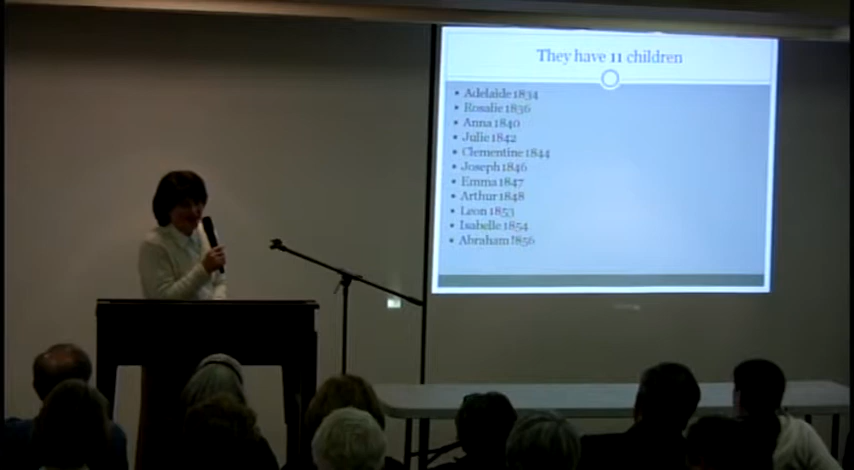 They have 11 children
• Adelaide 1834
• Rosalie 1836
• Anna 1840
• Julie 1842
• Clementine 1844
• Joseph 1846
• Emma 1847
• Arthur 1848
• Leon 1853
• Isabelle 1854
• Abraham 1856